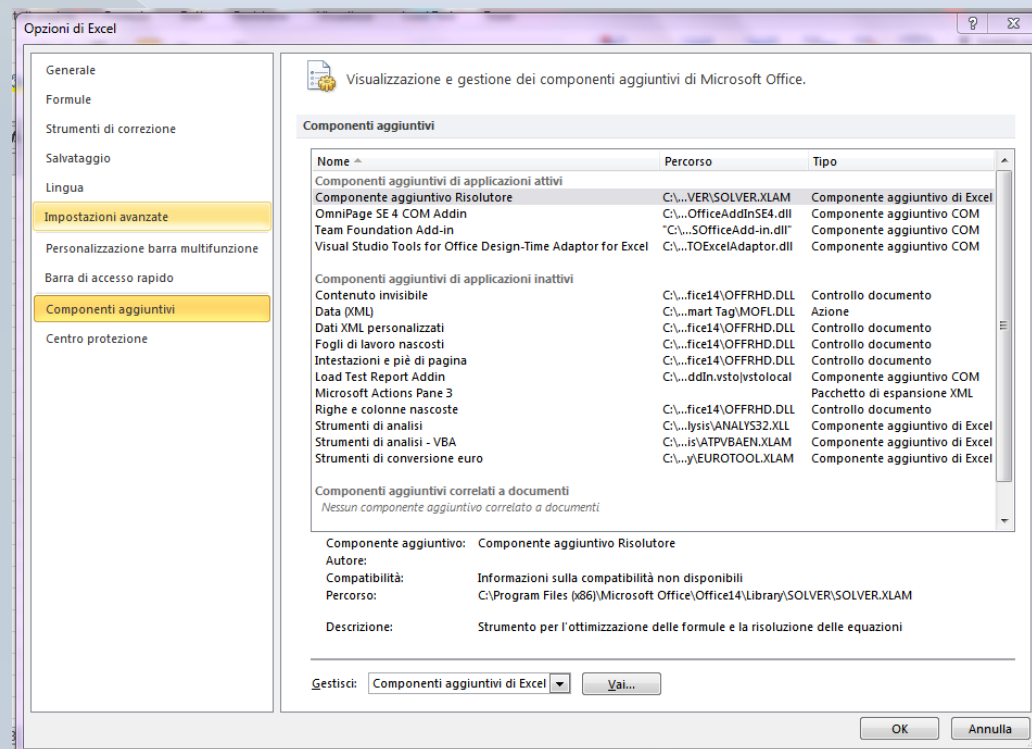 Opzioni di Excel
Generale
Formule
Strumenti di correzione
Salvataggio
Lingua
Impostazioni avanzate
Personalizzazione barra multifunzione
Barra di accesso rapido
Componenti aggiuntivi
Centro protezione
Visualizzazione e gestione dei componenti aggiuntivi di Microsoft Office.
Componenti aggiuntivi
Nome Percorso Tipo
Componenti aggiuntivi di applicazioni attivi
Componente aggiuntivo Risolutore C:\...VER\SOLVER.XLAM Componente aggiuntivo di Excel
OmniPage SE 4 COM Addin C:\...OfficeAddInSE4.dll Componente aggiuntivo COM
Team Foundation Add-in "C:\...SOfficeAdd-in.dll" Componente aggiuntivo COM
Visual Studio Tools for Office Design-Time Adaptor for Excel C:\...TOExcelAdaptor.dll Componente aggiuntivo COM
Componenti aggiuntivi di applicazioni inattivi
Contenuto invisibile C:\...fice14\OFFRHD.DLL Controllo documento
Data (XML) C:\...mart Tag\MOFL.DLL Azione
Dati XML personalizzati C:\...fice14\OFFRHD.DLL Controllo documento
Fogli di lavoro nascosti C:\...fice14\OFFRHD.DLL Controllo documento
Intestazioni e piè di pagina C:\...fice14\OFFRHD.DLL Controllo documento
Load Test Report Addin C:\...ddIn.vsto|vstolocal Componente aggiuntivo COM
Microsoft Actions Pane 3 Pacchetto di espansione XML
Righe e colonne nascoste C:\...fice14\OFFRHD.DLL Controllo documento
Strumenti di analisi C:\...lysis\ANALYS32.XLL Componente aggiuntivo di Excel
Strumenti di analisi - VBA C:\...is\ATPVBAEN.XLAM Componente aggiuntivo di Excel
Strumenti di conversione euro C:\...y\EUROTOOL.XLAM Componente aggiuntivo di Excel
Componenti aggiuntivi correlati a documenti
Nessun componente aggiuntivo correlato a documenti
Componente aggiuntivo: Componente aggiuntivo Risolutore
Autore:
Compatibilità: Informazioni sulla compatibilità non disponibili
Percorso: C:\Program Files (x86)\Microsoft Office\Office14\Library\SOLVER\SOLVER.XLAM
Descrizione: Strumento per l'ottimizzazione delle formule e la risoluzione delle equazioni
Gestisci: Componenti aggiuntivi di Excel Vai...
OK Annulla